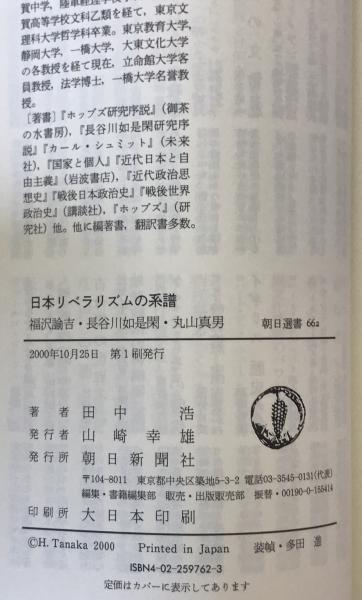 賀中学，陸軍経理学校
賀高等学校文科乙類を経て，東京文
理科大学哲学科卒業。東京教育大学，
静岡大学，一橋大学，大東文化大学
の各教授を経て現在，立命館大学客
員教授，法学博士，一橋大学名誉教
授。
［著書］『ホッブズ研究序説』（御茶
の水書房），『長谷川如是閑研究序
説』『カール・シュミット』（未来
社），『国家と個人』『近代日本と自
由主義』（岩波書店），『近代政治思
想史』『戦後日本政治史』『戦後世界
政治史』（講談社），『ホッブズ』（研
究社）他。他に編著書，翻訳書多数。
日本リベラリズムの系譜
福沢諭吉・長谷川如是閑・丸山真男 朝日選書 66a
2000年10月25日 第1刷発行
著者 田中 浩
発行者 山崎幸雄
発行所 朝日新聞社
〒104-8011 東京都中央区築地5-3-2 電話03-3545-0131（代表）
編集・書籍編集部 販売・出版販売部 振替・00190-0-155414
印刷所 大日本印刷
©H. Tanaka 2000 Printed in Japan 装幀・多田 進
ISBN4-02-259762-3
定価はカバーに表示してあります